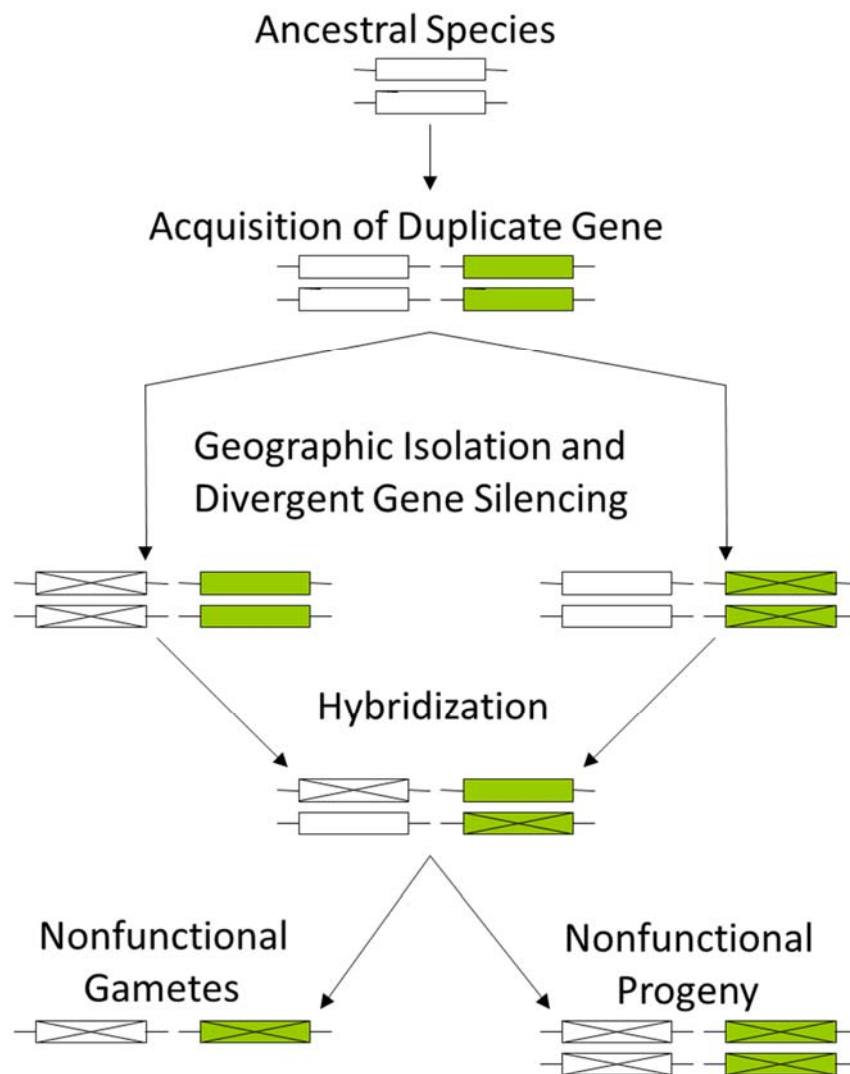 Ancestral Species
Acquisition of Duplicate Gene
Geographic Isolation and
Divergent Gene Silencing
Hybridization
Nonfunctional
Gametes
Nonfunctional
Progeny